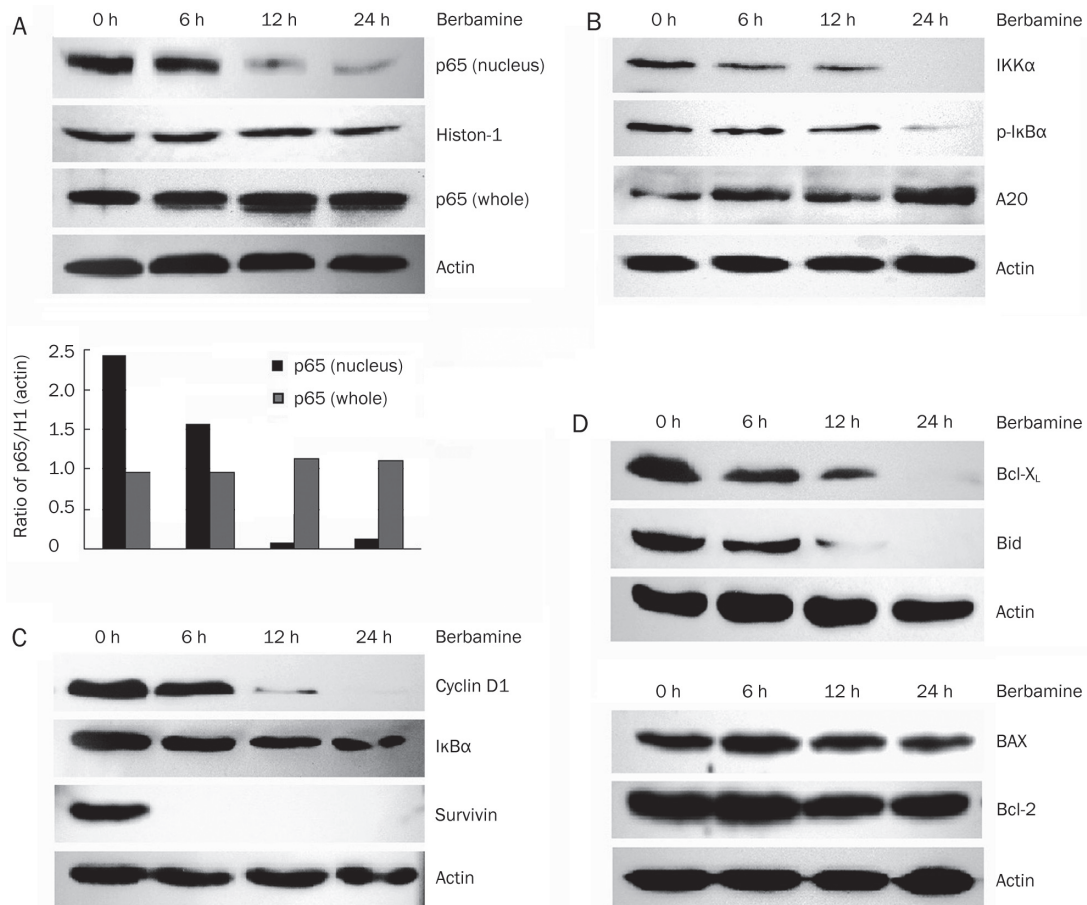 A
0 h 6 h 12 h 24 h Berbamine
p65 (nucleus)
Histon-1
p65 (whole)
Actin
2.5
2.0
1.5
1.0
0.5
0
Ratio of p65/H1 (actin)
p65 (nucleus)
p65 (whole)
B
0 h 6 h 12 h 24 h Berbamine
IKKα
p-IκBα
A20
Actin
C
0 h 6 h 12 h 24 h Berbamine
Cyclin D1
IκBα
Survivin
Actin
D
0 h 6 h 12 h 24 h Berbamine
Bcl-XL
Bid
Actin
0 h 6 h 12 h 24 h Berbamine
BAX
Bcl-2
Actin